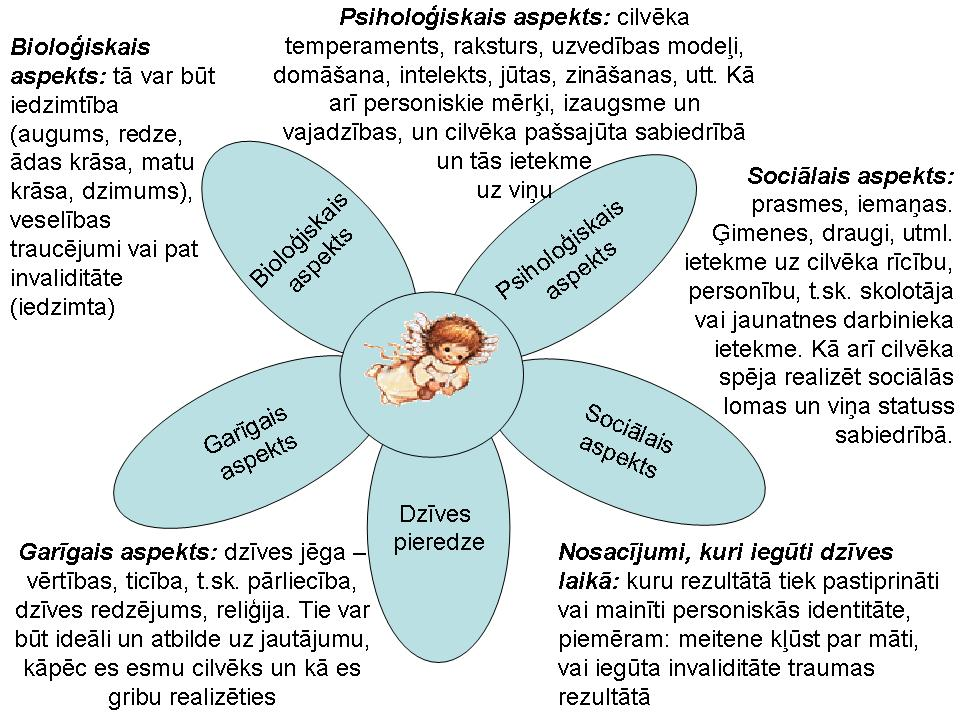 Psiholoģiskais aspekts: cilvēka
temperaments, raksturs, uzvedības modeļi,
domāšana, intelekts, jūtas, zināšanas, utt. Kā
arī personiskie mērķi, izaugsme un
vajadzības, un cilvēka pašsajūta sabiedrībā
un tās ietekme
uz viņu
Bioloģiskais
aspekts: tā var būt
iedzimtība
(augums, redze,
ādas krāsa, matu
krāsa, dzimums),
veselības
traucējumi vai pat
invaliditāte
(iedzimta)
Sociālais aspekts:
prasmes, iemaņas.
Ģimenes, draugi, utml.
ietekme uz cilvēka rīcību,
personību, t.sk. skolotāja
vai jaunatnes darbinieka
ietekme. Kā arī cilvēka
spēja realizēt sociālās
lomas un viņa statuss
sabiedrībā.
Bioloģiskais
aspekts
Psiholoģiskais
aspekts
Garīgais
aspekts
Sociālais
aspekts
Dzīves
pieredze
Garīgais aspekts: dzīves jēga –
vērtības, ticība, t.sk. pārliecība,
dzīves redzējums, reliģija. Tie var
būt ideāli un atbilde uz jautājumu,
kāpēc es esmu cilvēks un kā es
gribu realizēties
Nosacījumi, kuri iegūti dzīves
laikā: kuru rezultātā tiek pastiprināti
vai mainīti personiskās identitāte,
piemēram: meitene kļūst par māti,
vai iegūta invaliditāte traumas
rezultātā